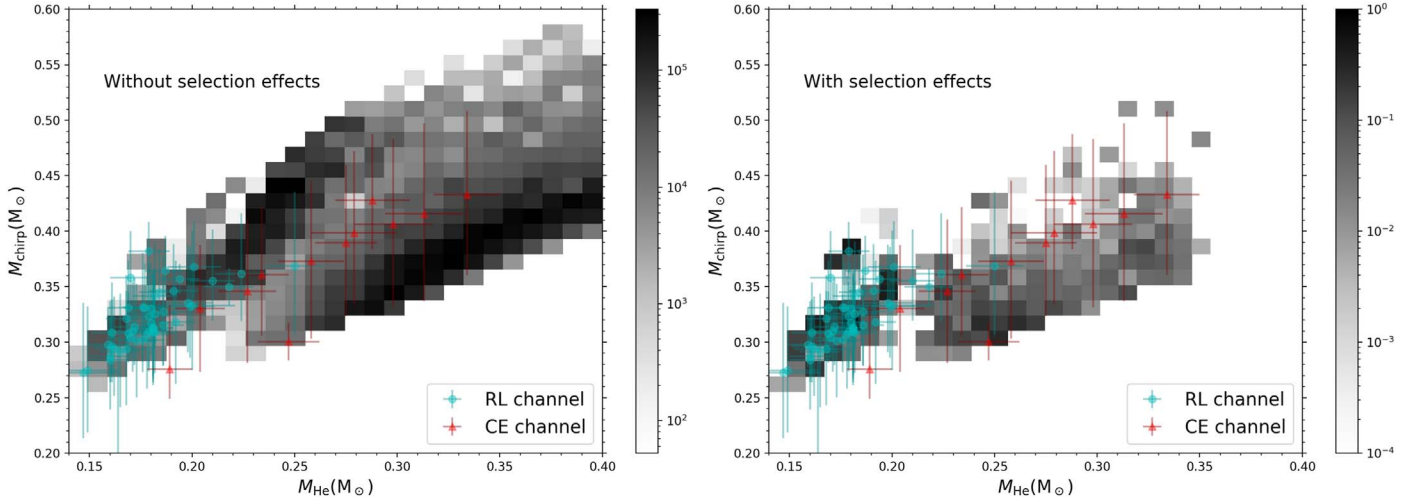 0.60
0.55
0.50
0.45
0.40
0.35
0.30
0.25
0.20
M_chirp(M_⊙)
Without selection effects
RL channel
CE channel
0.15 0.20 0.25 0.30 0.35 0.40
M_He(M_⊙)
10^5
10^4
10^3
10^2
0.60
0.55
0.50
0.45
0.40
0.35
0.30
0.25
0.20
M_chirp(M_⊙)
With selection effects
RL channel
CE channel
0.15 0.20 0.25 0.30 0.35 0.40
M_He(M_⊙)
10^0
10^−1
10^−2
10^−3
10^−4